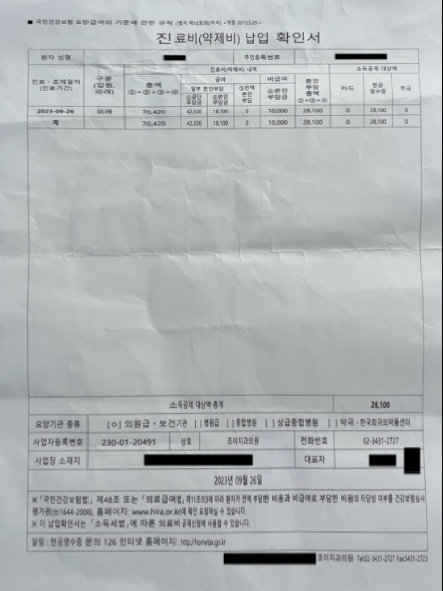 ■ 국민건강보험 요양급여의 기준에 관한 규칙 [별지 제12호의2서식] <개정 2015.5.29.>
진료비(약제비) 납입 확인서
환자 성명 주민등록번호
진료·조제일자 (진료기간) 구분 (입원, 외래) 총액 ①+②+③+④ 진료비(약제비) 내역 소득공제 대상액
급여 비급여 본인 부담 총액 ②+③+④ 카드 현금 영수증 현금
일부 본인부담 ③전액 본인 부담 ④본인 부담금
①공단 부담금 ②본인 부담금
2023-09-26 외래 70,420 42,320 18,100 0 10,000 28,100 0 28,100 0
계 70,420 42,320 18,100 0 10,000 28,100 0 28,100 0
소득공제 대상액 총계 28,100
요양기관 종류 [o] 의원급·보건기관 [ ]병원급 [ ]종합병원 [ ]상급종합병원 [ ]약국·한국희귀의약품센터
사업자등록번호 230-01-20491 상호 조이치과의원 전화번호 02-3431-2727
사업장 소재지 대표자
2023년 09월 26일
※「국민건강보험법」 제48조 또는 「의료급여법」 제11조의3에 따라 환자가 전액 부담한 비용과 비급여로 부담한 비용의 타당성 여부를 건강보험심사
평가원(☎1644-2000, 홈페이지: www.hira.or.kr)에 확인 요청하실 수 있습니다.
※ 이 납입확인서는 「소득세법」에 따른 의료비 공제신청에 사용할 수 있습니다.
알림 : 현금영수증 문의 126 인터넷 홈페이지: http://hometax.go.kr
조이치과의원 Tel:02-3431-2727 Fax:3431-2723